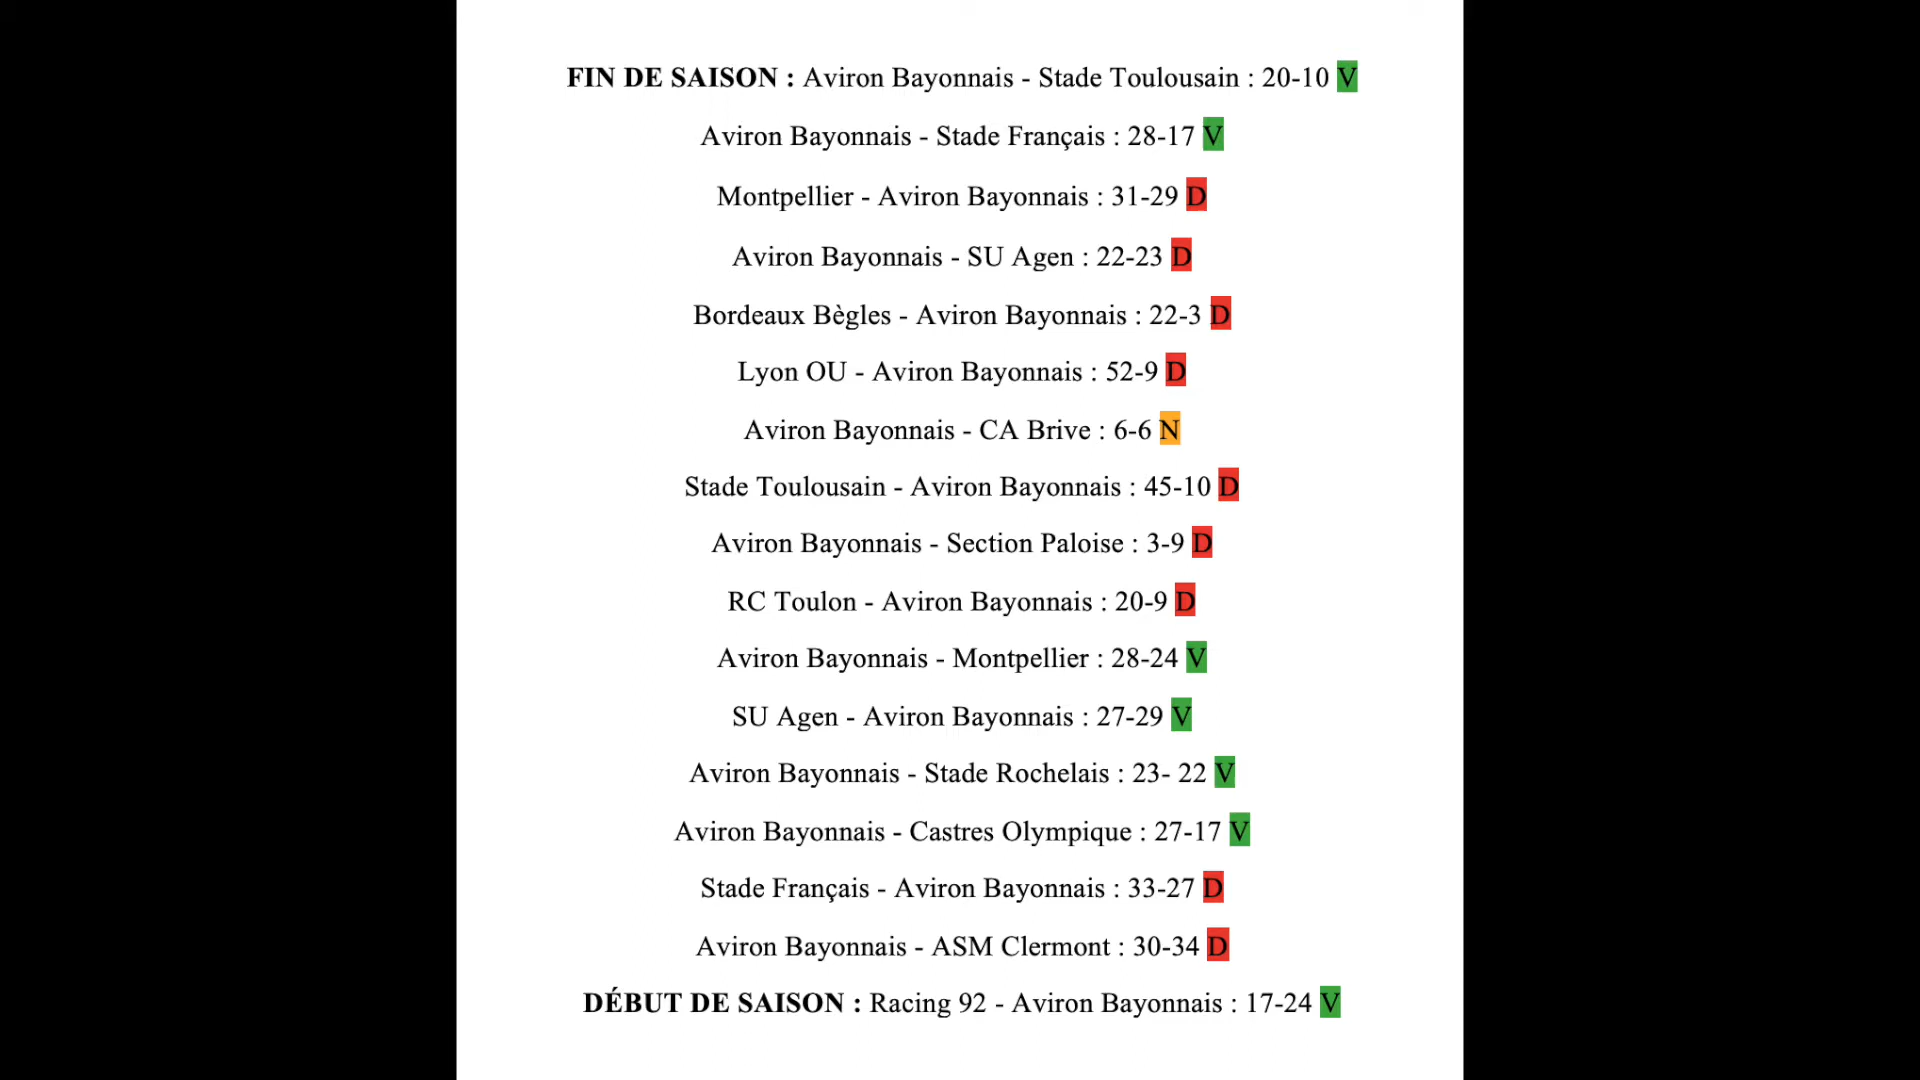 FIN DE SAISON : Aviron Bayonnais - Stade Toulousain : 20-10 V
Aviron Bayonnais - Stade Français : 28-17 V
Montpellier - Aviron Bayonnais : 31-29 D
Aviron Bayonnais - SU Agen : 22-23 D
Bordeaux Bègles - Aviron Bayonnais : 22-3 D
Lyon OU - Aviron Bayonnais : 52-9 D
Aviron Bayonnais - CA Brive : 6-6 N
Stade Toulousain - Aviron Bayonnais : 45-10 D
Aviron Bayonnais - Section Paloise : 3-9 D
RC Toulon - Aviron Bayonnais : 20-9 D
Aviron Bayonnais - Montpellier : 28-24 V
SU Agen - Aviron Bayonnais : 27-29 V
Aviron Bayonnais - Stade Rochelais : 23- 22 V
Aviron Bayonnais - Castres Olympique : 27-17 V
Stade Français - Aviron Bayonnais : 33-27 D
Aviron Bayonnais - ASM Clermont : 30-34 D
DÉBUT DE SAISON : Racing 92 - Aviron Bayonnais : 17-24 V